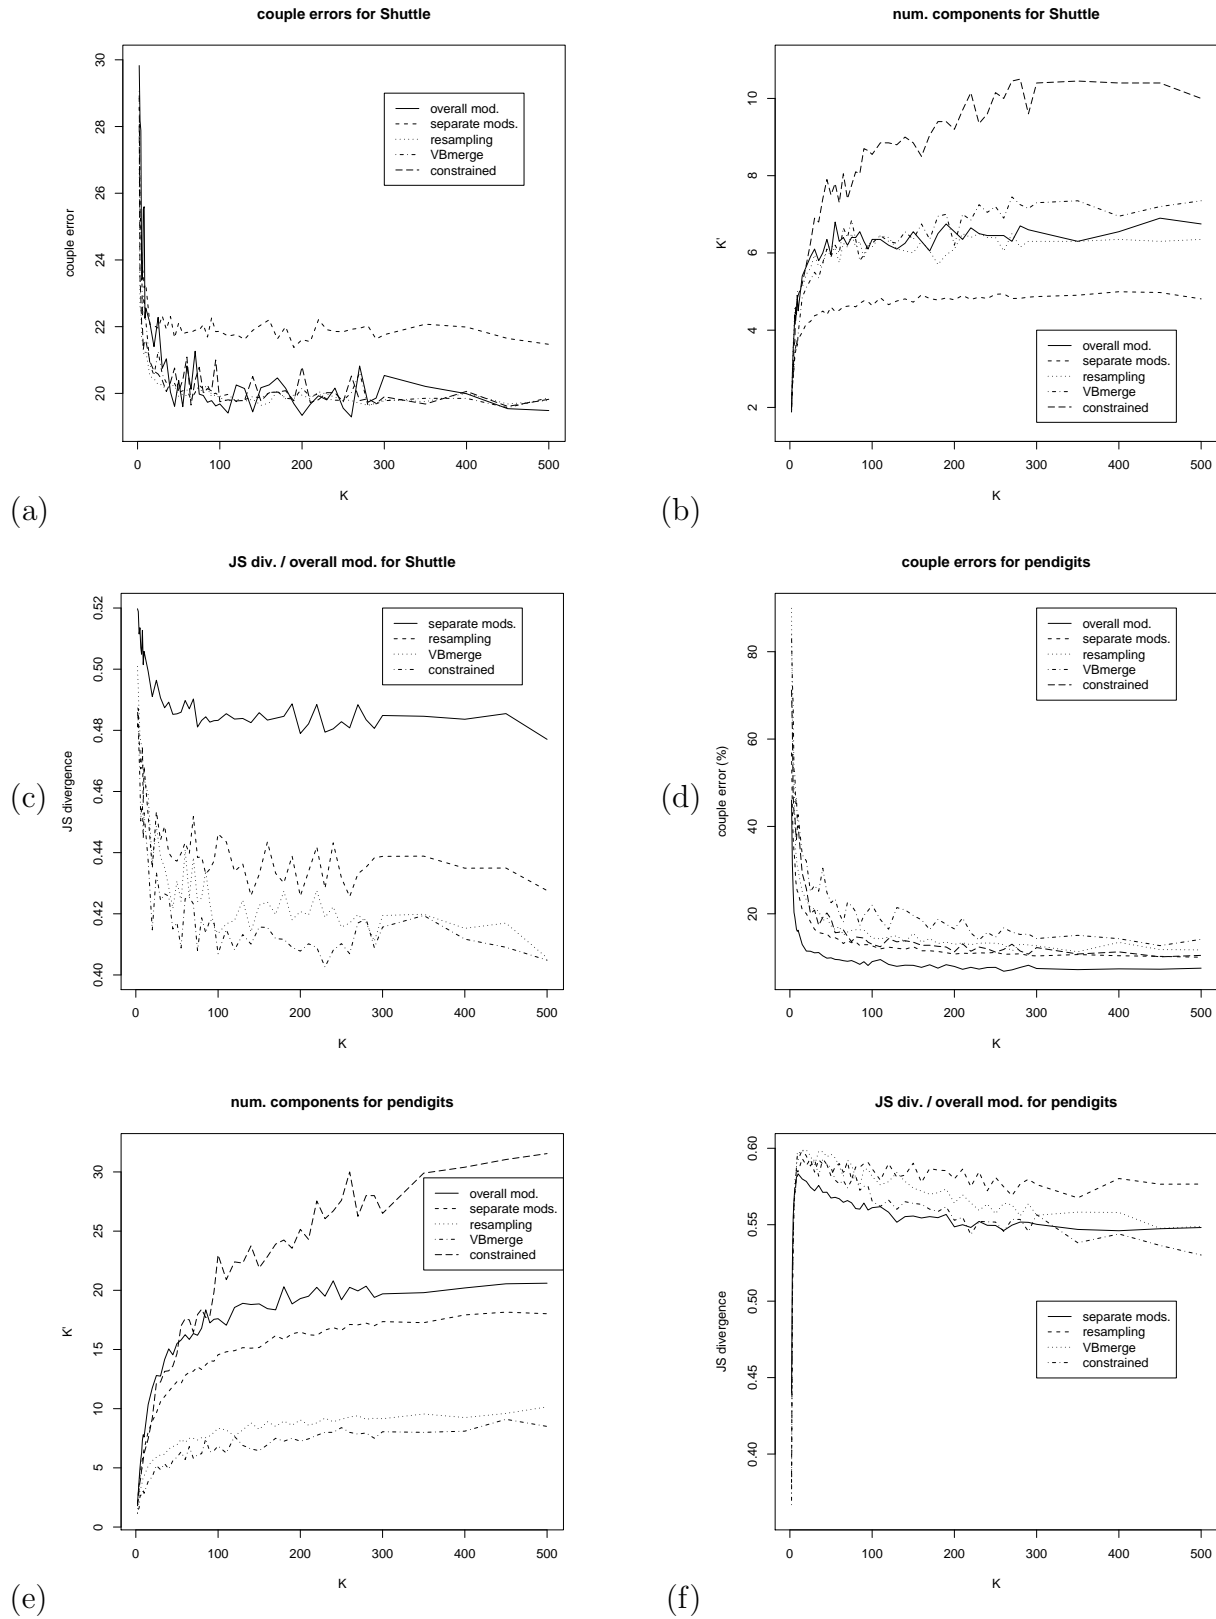 couple errors for Shuttle
30
28
26
24
22
20
couple error
overall mod.
separate mods.
resampling
VBmerge
constrained
0 100 200 300 400 500
K
(a)
num. components for Shuttle
10
8
6
4
2
K'
overall mod.
separate mods.
resampling
VBmerge
constrained
0 100 200 300 400 500
K
(b)
JS div. / overall mod. for Shuttle
0.52
0.50
0.48
0.46
0.44
0.42
0.40
JS divergence
separate mods.
resampling
VBmerge
constrained
0 100 200 300 400 500
K
(c)
couple errors for pendigits
80
60
40
20
couple error (%)
overall mod.
separate mods.
resampling
VBmerge
constrained
0 100 200 300 400 500
K
(d)
num. components for pendigits
30
25
20
15
10
5
0
K'
overall mod.
separate mods.
resampling
VBmerge
constrained
0 100 200 300 400 500
K
(e)
JS div. / overall mod. for pendigits
0.60
0.55
0.50
0.45
0.40
JS divergence
separate mods.
resampling
VBmerge
constrained
0 100 200 300 400 500
K
(f)